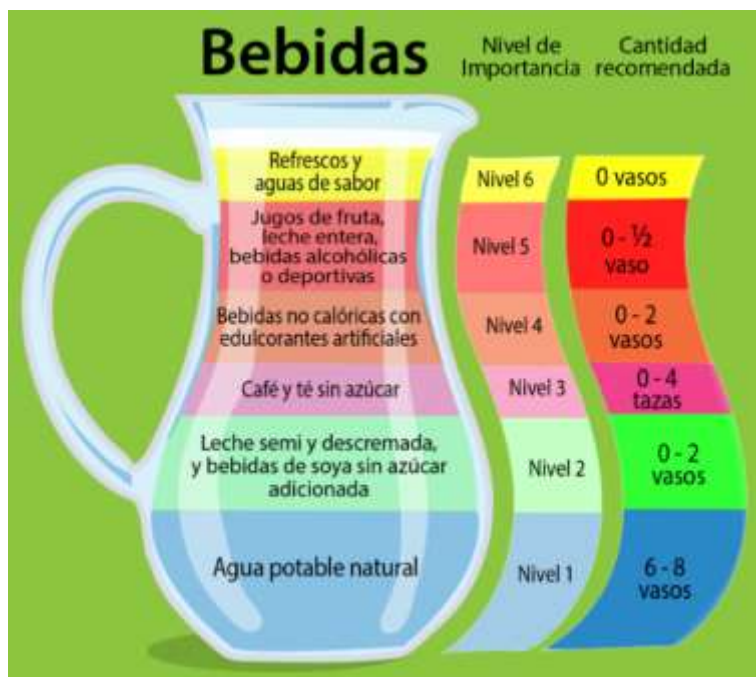 Bebidas
Nivel de
Importancia
Cantidad
recomendada
Refrescos y
aguas de sabor
Nivel 6
0 vasos
Jugos de fruta,
leche entera,
bebidas alcohólicas
o deportivas
Nivel 5
0 - ½
vaso
Bebidas no calóricas con
edulcorantes artificiales
Nivel 4
0 - 2
vasos
Café y té sin azúcar
Nivel 3
0 - 4
tazas
Leche semi y descremada,
y bebidas de soya sin azúcar
adicionada
Nivel 2
0 - 2
vasos
Agua potable natural
Nivel 1
6 - 8
vasos